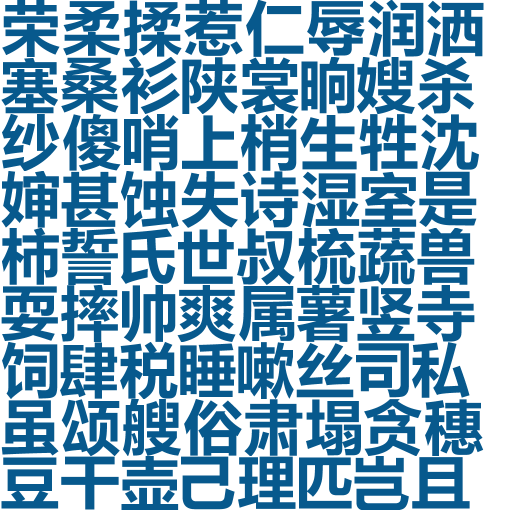 荣柔揉惹仁辱润洒
塞桑衫陕裳晌嫂杀
纱傻哨上梢生牲沈
婶甚蚀失诗湿室是
柿誓氏世叔梳蔬兽
耍摔帅爽属薯竖寺
饲肆税睡嗽丝司私
虽颂艘俗肃塌贪穗
豆干壶己理匹岂且